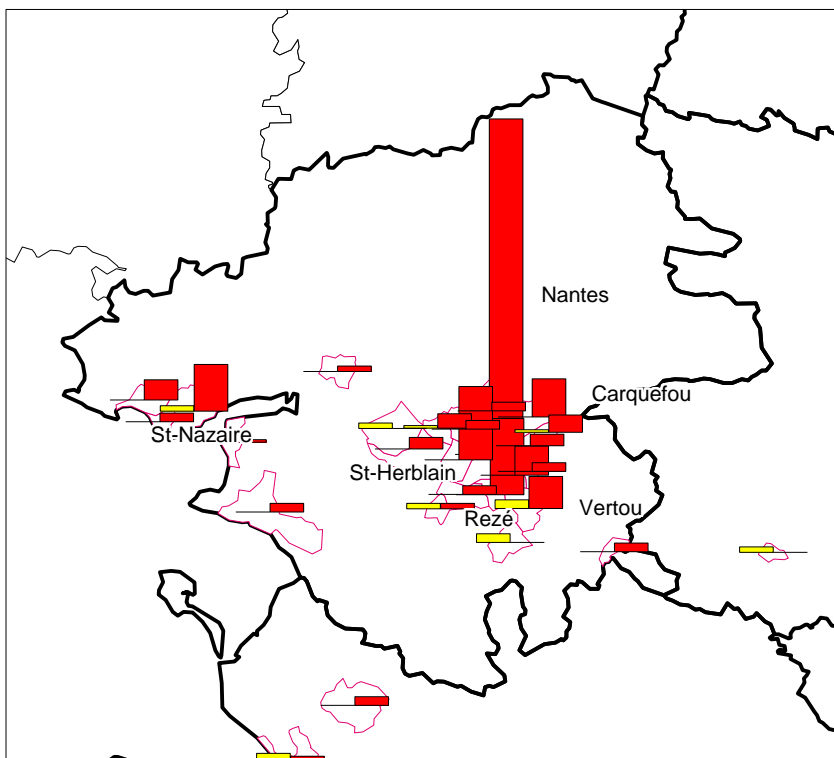 Nantes
Carquefou
St-Nazaire
St-Herblain
Rezé
Vertou